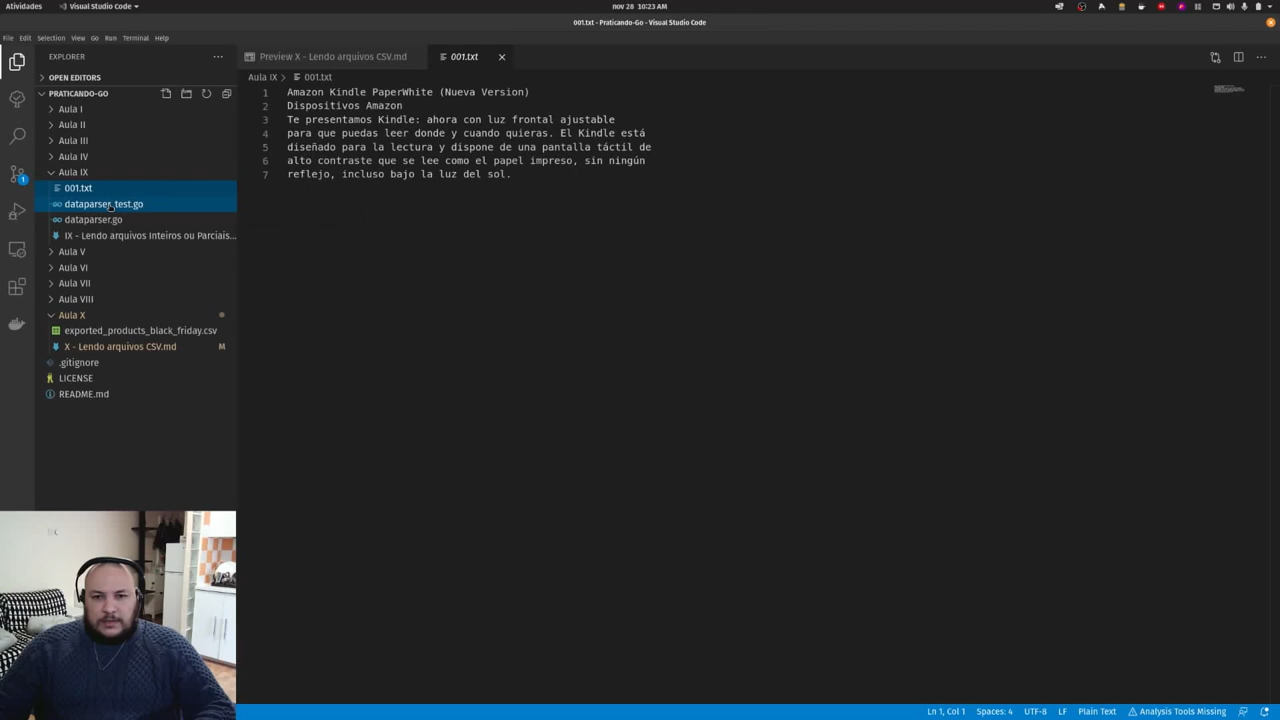 Atividades
Visual Studio Code
nov 28 10:23 AM
001.txt - Praticando-Go - Visual Studio Code
File Edit Selection View Go Run Terminal Help
EXPLORER
Preview X - Lendo arquivos CSV.md
001.txt
OPEN EDITORS
Aula IX > 001.txt
PRATICANDO-GO
Aula I
Aula II
Aula III
Aula IV
Aula IX
001.txt
dataparser_test.go
dataparser.go
IX - Lendo arquivos Inteiros ou Parciais...
Aula V
Aula VI
Aula VII
Aula VIII
Aula X
exported_products_black_friday.csv
X - Lendo arquivos CSV.md M
.gitignore
LICENSE
README.md
1
1 Amazon Kindle PaperWhite (Nueva Version)
2 Dispositivos Amazon
3 Te presentamos Kindle: ahora con luz frontal ajustable
4 para que puedas leer donde y cuando quieras. El Kindle está
5 diseñado para la lectura y dispone de una pantalla táctil de
6 alto contraste que se lee como el papel impreso, sin ningún
7 reflejo, incluso bajo la luz del sol.
Ln 1, Col 1 Spaces: 4 UTF-8 LF Plain Text Analysis Tools Missing